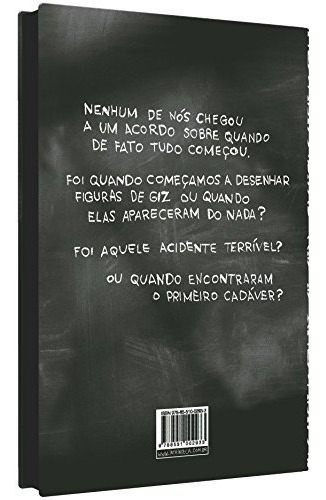 NENHUM DE NÓS CHEGOU
A UM ACORDO SOBRE QUANDO
DE FATO TUDO COMEÇOU.
FOI QUANDO COMEÇAMOS A DESENHAR
FIGURAS DE GIZ OU QUANDO
ELAS APARECERAM DO NADA?
FOI AQUELE ACIDENTE TERRÍVEL?
OU QUANDO ENCONTRARAM
O PRIMEIRO CADÁVER?